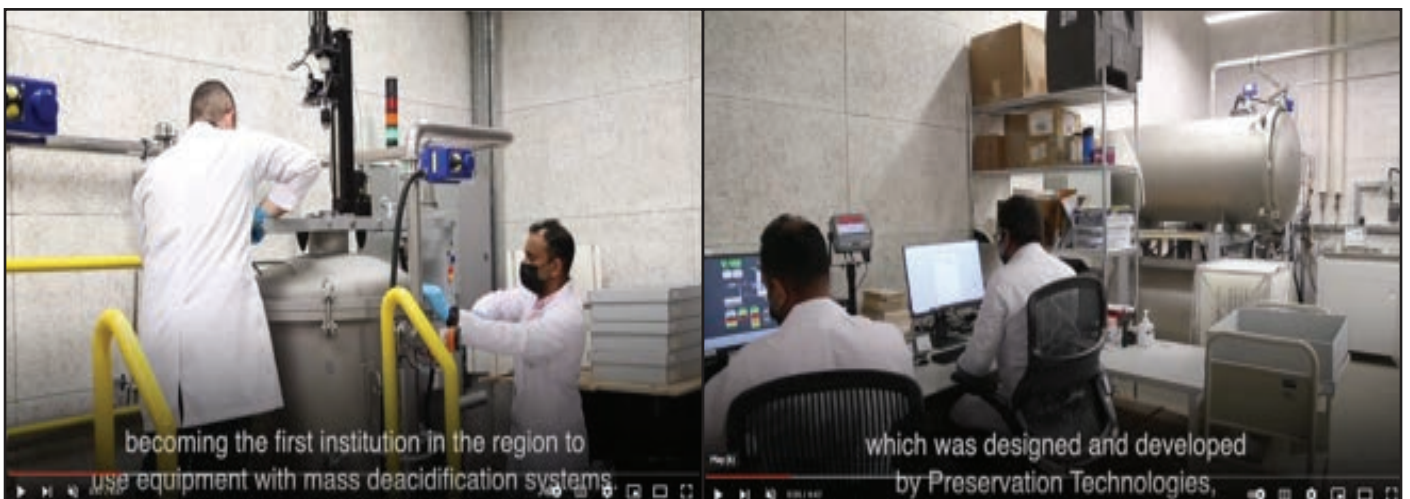 becoming the first institution in the region to
use equipment with mass deacidification systems,
which was designed and developed
by Preservation Technologies,